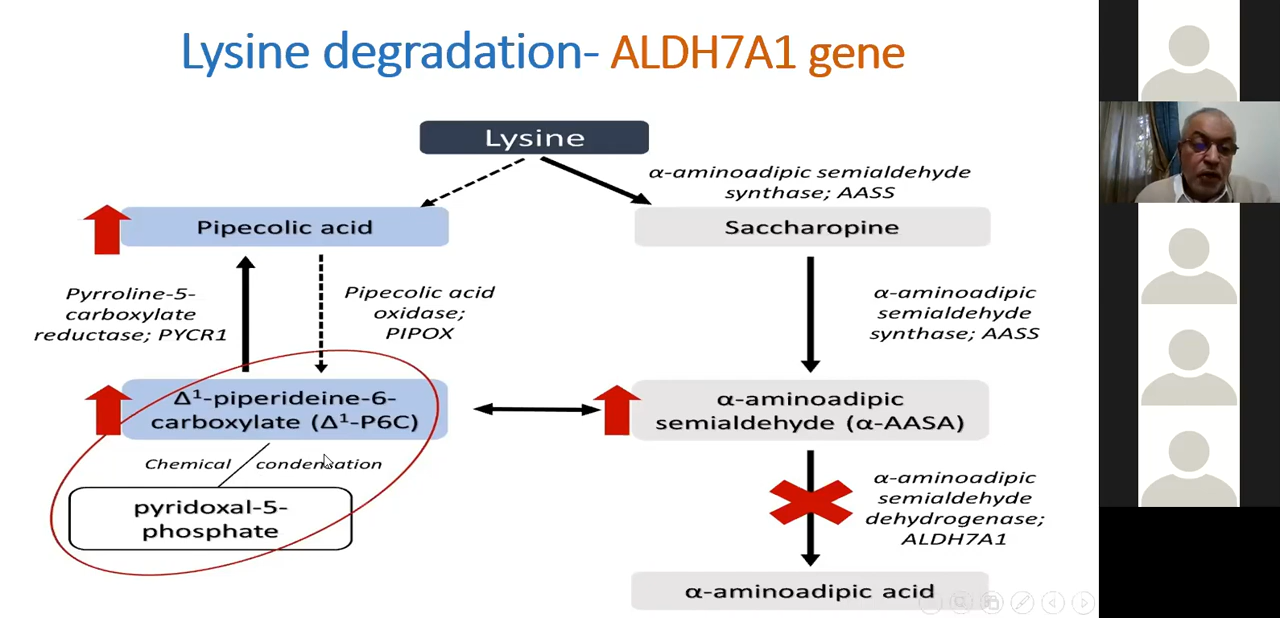 Lysine degradation- ALDH7A1 gene
Lysine
α-aminoadipic semialdehyde
synthase; AASS
Pipecolic acid
Saccharopine
Pyrroline-5-
carboxylate
reductase; PYCR1
Pipecolic acid
oxidase;
PIPOX
α-aminoadipic
semialdehyde
synthase; AASS
Δ¹-piperideine-6-
carboxylate (Δ¹-P6C)
α-aminoadipic
semialdehyde (α-AASA)
Chemical condensation
pyridoxal-5-
phosphate
α-aminoadipic
semialdehyde
dehydrogenase;
ALDH7A1
α-aminoadipic acid